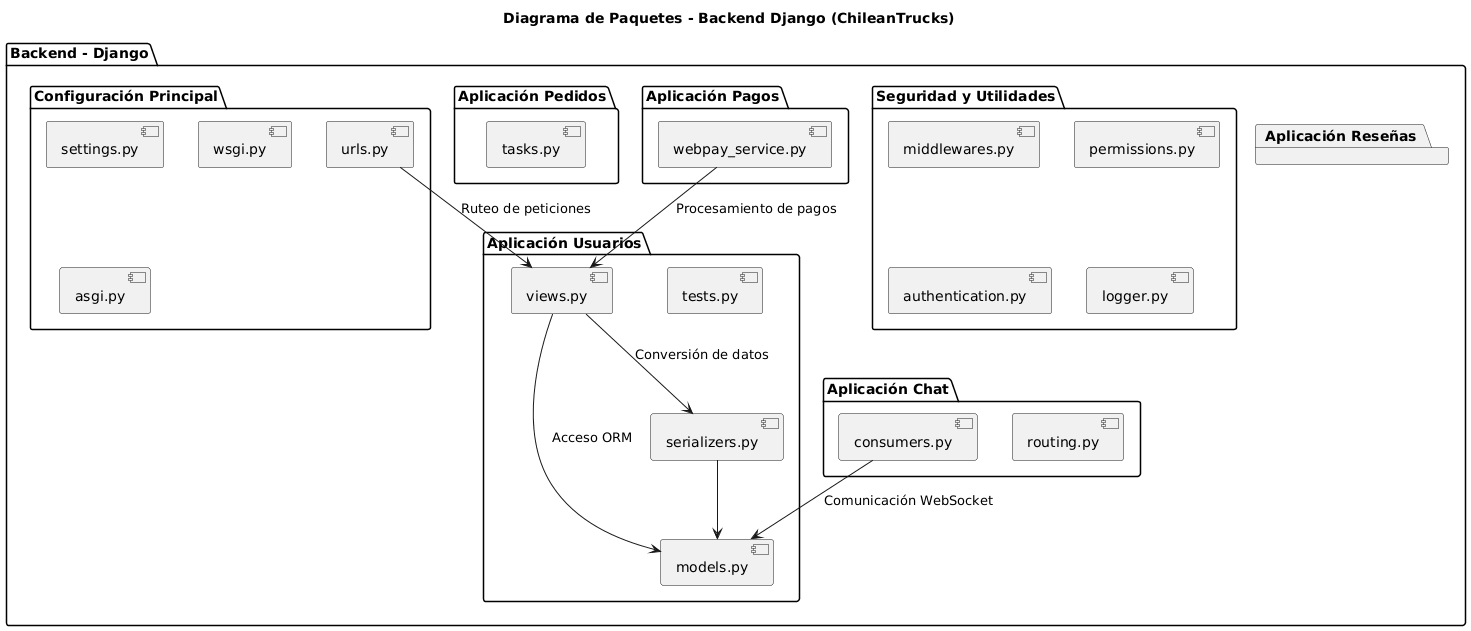 Diagrama de Paquetes - Backend Django (ChileanTrucks)
Backend - Django
Configuración Principal
settings.py
wsgi.py
urls.py
asgi.py
Aplicación Pedidos
tasks.py
Aplicación Pagos
webpay_service.py
Seguridad y Utilidades
middlewares.py
permissions.py
authentication.py
logger.py
Aplicación Reseñas
Ruteo de peticiones
Procesamiento de pagos
Aplicación Usuarios
views.py
tests.py
Conversión de datos
Acceso ORM
serializers.py
models.py
Aplicación Chat
consumers.py
routing.py
Comunicación WebSocket